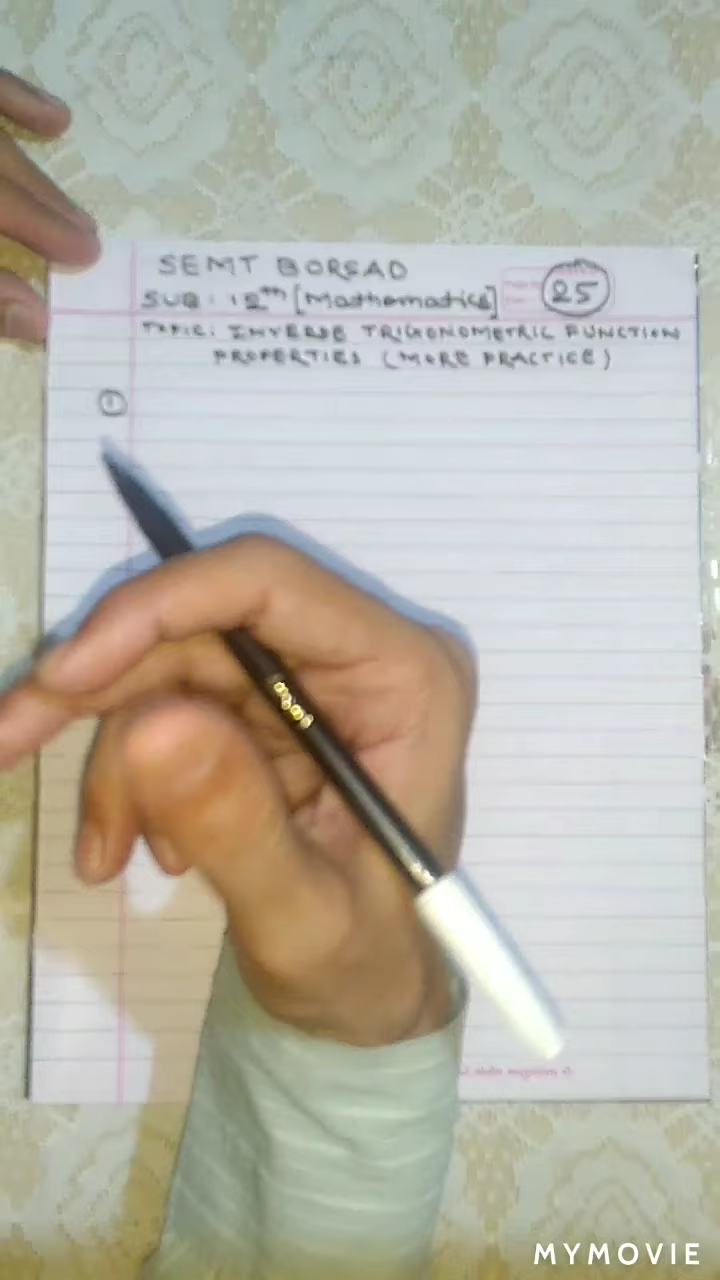 SEMT BORSAD
SUB: 12th [Mathematics] 25
TOPIC: INVERSE TRIGONOMETRIC FUNCTION
PROPERTIES (MORE PRACTICE)
1
MYMOVIE